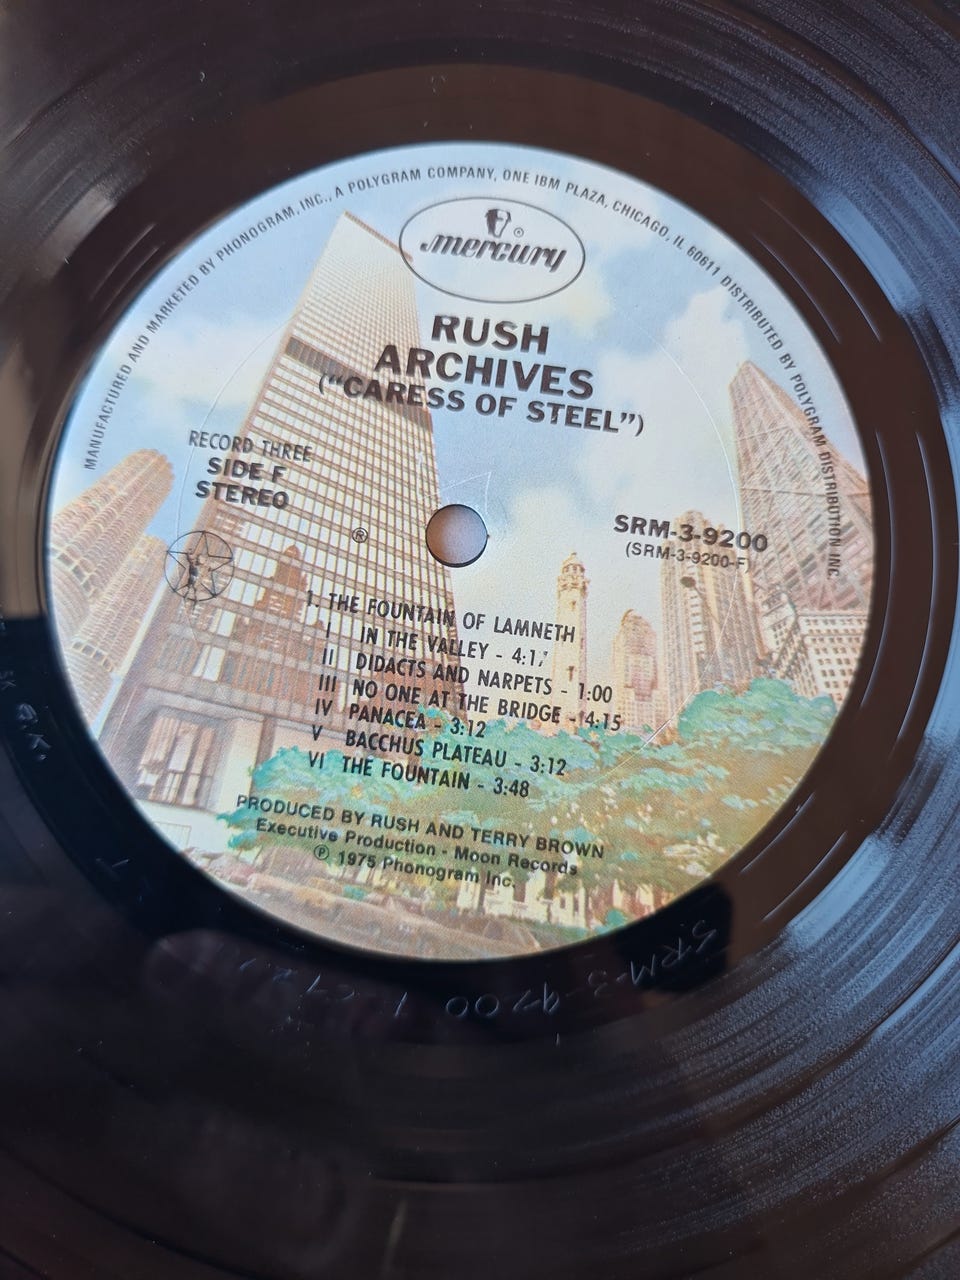 MANUFACTURED AND MARKETED BY PHONOGRAM, INC., A POLYGRAM COMPANY, ONE IBM PLAZA, CHICAGO, IL 60611 DISTRIBUTED BY POLYGRAM DISTRIBUTION INC.
mercury ®
RUSH
ARCHIVES
("CARESS OF STEEL")
RECORD THREE
SIDE F
STEREO
®
SRM-3-9200
(SRM-3-9200-F)
1. THE FOUNTAIN OF LAMNETH
I IN THE VALLEY -
II DIDACTS AND NARPETS - 1:00
III NO ONE AT THE BRIDGE - 4:15
IV PANACEA - 3:12
V BACCHUS PLATEAU - 3:12
VI THE FOUNTAIN - 3:48
PRODUCED BY RUSH AND TERRY BROWN
Executive Production - Moon Records
℗ 1975 Phonogram Inc.
SRM-3-9200